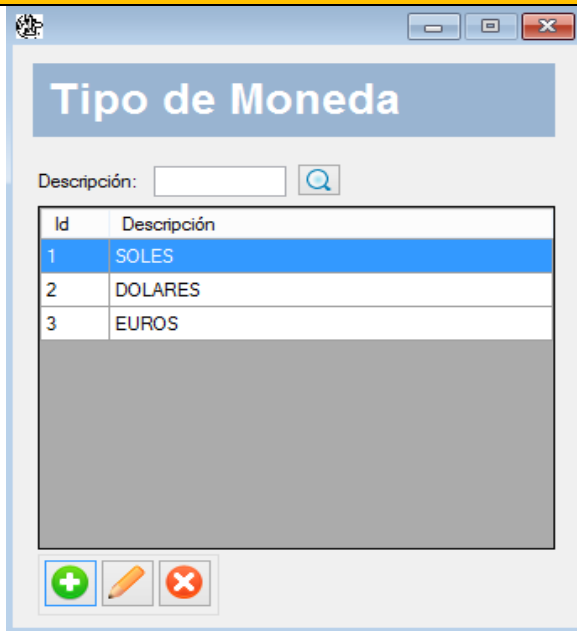 Tipo de Moneda
Descripción:
Id Descripción
1 SOLES
2 DOLARES
3 EUROS